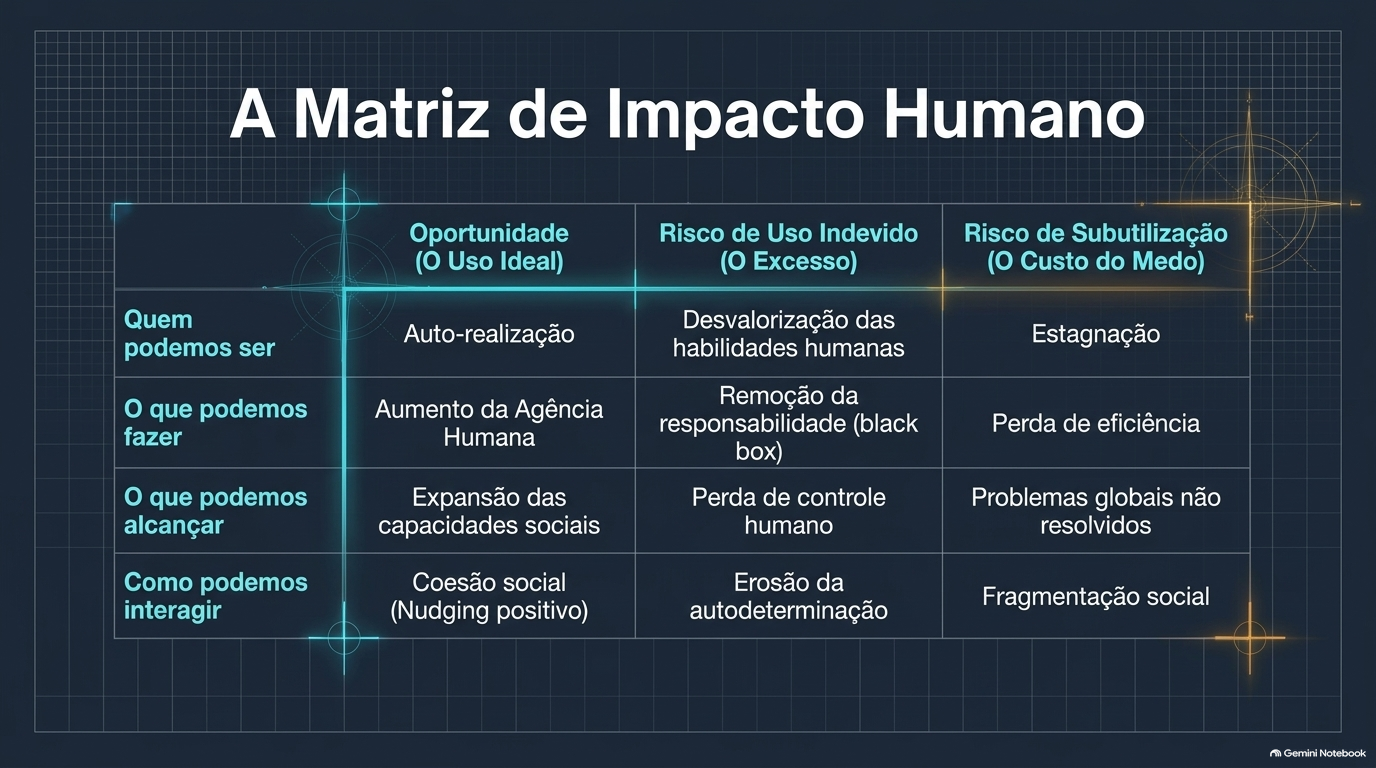 A Matriz de Impacto Humano
Oportunidade
(O Uso Ideal)
Risco de Uso Indevido
(O Excesso)
Risco de Subutilização
(O Custo do Medo)
Quem
podemos ser
Auto-realização
Desvalorização das
habilidades humanas
Estagnação
O que podemos
fazer
Aumento da Agência
Humana
Remoção da
responsabilidade (black
box)
Perda de eficiência
O que podemos
alcançar
Expansão das
capacidades sociais
Perda de controle
humano
Problemas globais não
resolvidos
Como podemos
interagir
Coesão social
(Nudging positivo)
Erosão da
autodeterminação
Fragmentação social
Gemini Notebook